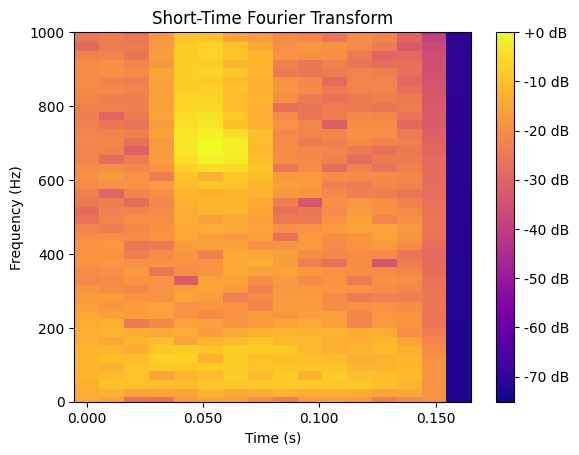 Short-Time Fourier Transform
1000
800
600
400
200
0
Frequency (Hz)
0.000
0.050
0.100
0.150
Time (s)
+0 dB
-10 dB
-20 dB
-30 dB
-40 dB
-50 dB
-60 dB
-70 dB